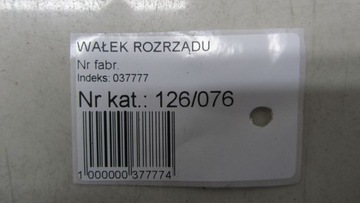 WAŁEK ROZRZĄDU
Nr fabr.
Indeks: 037777
Nr kat.: 126/076
1 000000 377774